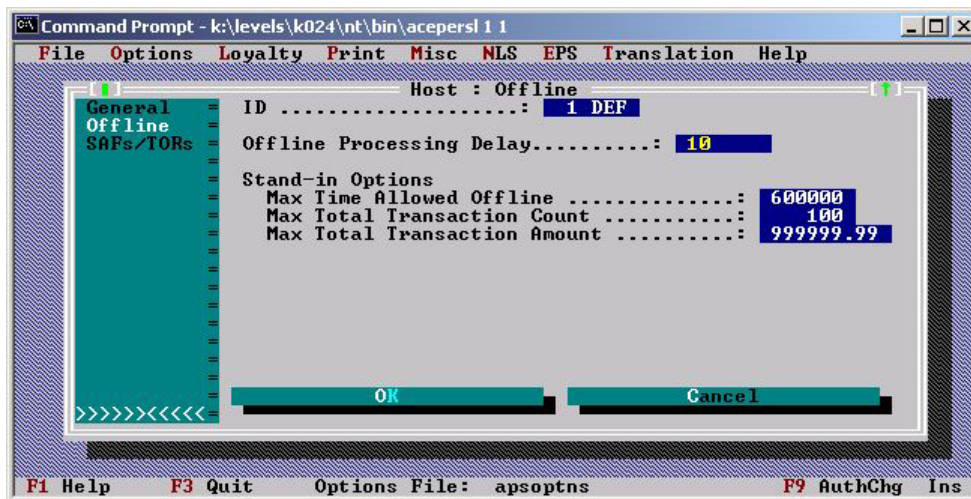 Command Prompt - k:\levels\k024\nt\bin\acepersl 1 1
File Options Loyalty Print Misc NLS EPS Translation Help
Host : Offline
General
Offline
SAFs/TORs
ID ....................: 1 DEF
Offline Processing Delay..........: 10
Stand-in Options
Max Time Allowed Offline ..............: 600000
Max Total Transaction Count ...........: 100
Max Total Transaction Amount ..........: 999999.99
OK Cancel
>>>>>><<<<<
F1 Help F3 Quit Options File: apsoptns F9 AuthChg Ins